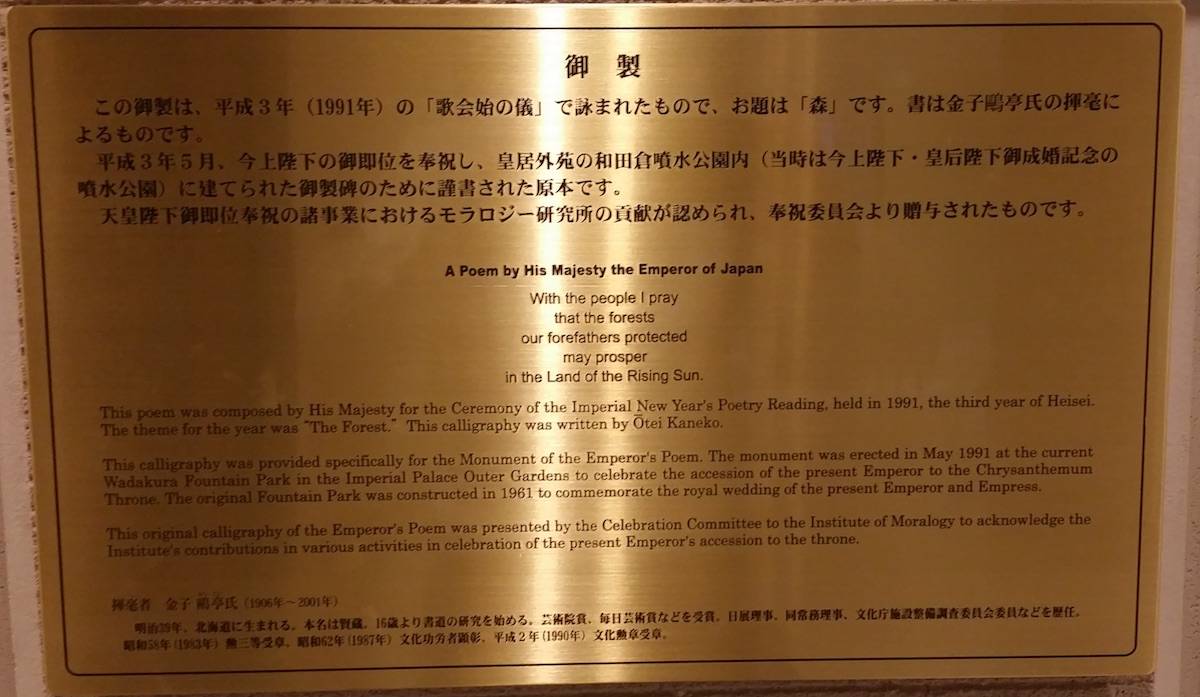 御 製
この御製は、平成3年（1991年）の「歌会始の儀」で詠まれたもので、お題は「森」です。書は金子鷗亭氏の揮毫に
よるものです。
平成3年5月、今上陛下の御即位を奉祝し、皇居外苑の和田倉噴水公園内（当時は今上陛下・皇后陛下御成婚記念の
噴水公園）に建てられた御製碑のために謹書された原本です。
天皇陛下御即位奉祝の諸事業におけるモラロジー研究所の貢献が認められ、奉祝委員会より贈与されたものです。
A Poem by His Majesty the Emperor of Japan
With the people I pray
that the forests
our forefathers protected
may prosper
in the Land of the Rising Sun.
This poem was composed by His Majesty for the Ceremony of the Imperial New Year's Poetry Reading, held in 1991, the third year of Heisei.
The theme for the year was "The Forest." This calligraphy was written by Ōtei Kaneko.
This calligraphy was provided specifically for the Monument of the Emperor's Poem. The monument was erected in May 1991 at the current
Wadakura Fountain Park in the Imperial Palace Outer Gardens to celebrate the accession of the present Emperor to the Chrysanthemum
Throne. The original Fountain Park was constructed in 1961 to commemorate the royal wedding of the present Emperor and Empress.
This original calligraphy of the Emperor's Poem was presented by the Celebration Committee to the Institute of Moralogy to acknowledge the
Institute's contributions in various activities in celebration of the present Emperor's accession to the throne.
揮毫者　金子 鷗亭氏（1906年～2001年）
明治39年、北海道に生まれる。本名は賢蔵。16歳より書道の研究を始める。芸術院賞、毎日芸術賞などを受賞。日展理事、同常務理事、文化庁施設整備調査委員会委員などを歴任。
昭和58年(1983年) 勲三等受章、昭和62年(1987年) 文化功労者顕彰、平成2年(1990年) 文化勲章受章。